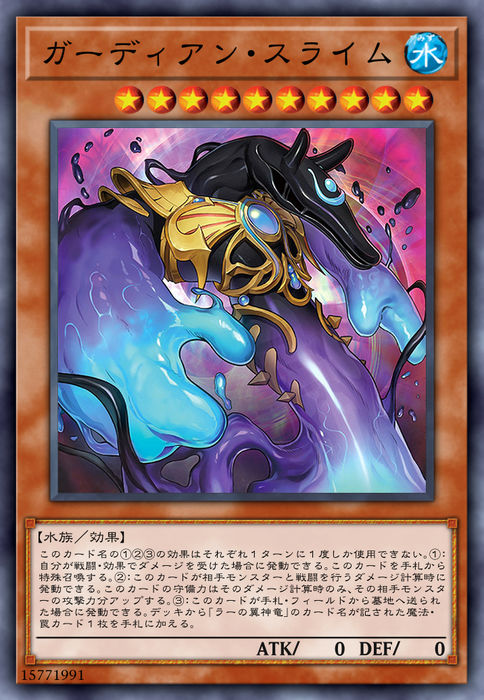 ガーディアン・スライム
みず
水
【水族／効果】
このカード名の①②③の効果はそれぞれ１ターンに１度しか使用できない。①：
自分が戦闘・効果でダメージを受けた場合に発動できる。このカードを手札から
特殊召喚する。②：このカードが相手モンスターと戦闘を行うダメージ計算時に
発動できる。このカードの守備力はそのダメージ計算時のみ、その相手モンスタ
ーの攻撃力分アップする。③：このカードが手札・フィールドから墓地へ送られ
た場合に発動できる。デッキから「ラーの翼神竜」のカード名が記された魔法・
罠カード１枚を手札に加える。
ATK/ 0 DEF/ 0
15771991